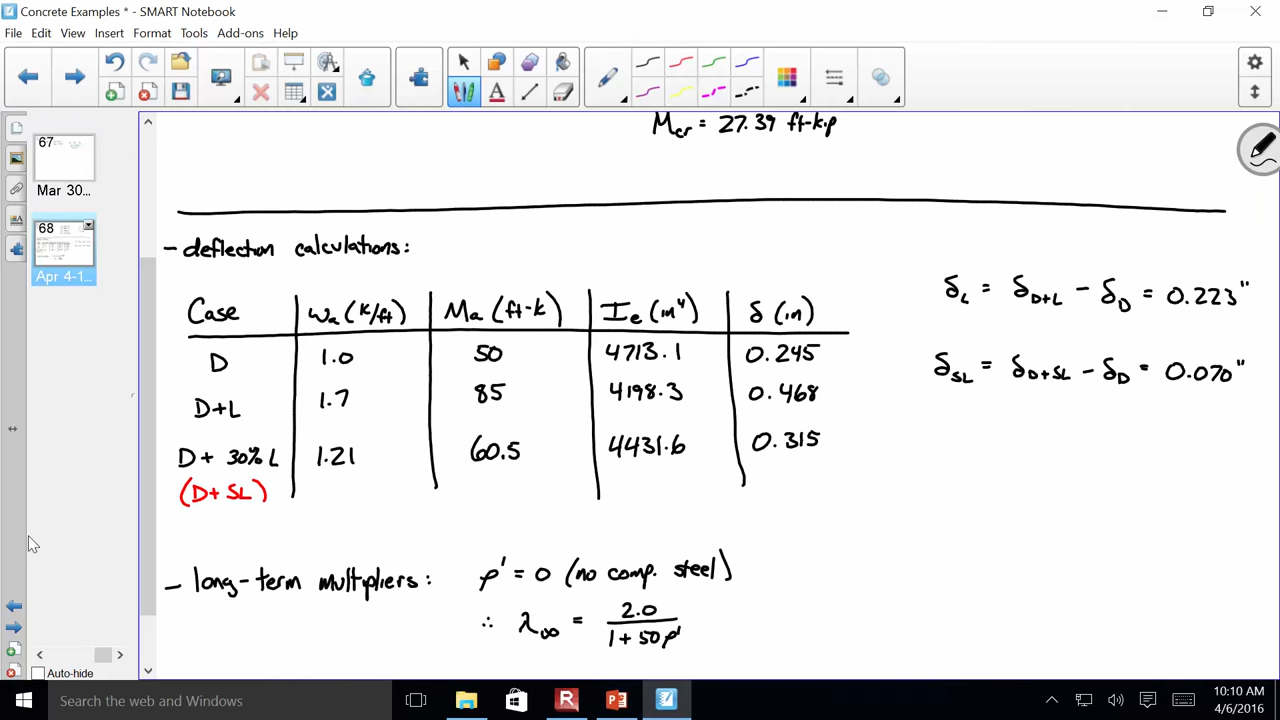 Concrete Examples * - SMART Notebook
File Edit View Insert Format Tools Add-ons Help
67
Mar 30...
68
Apr 4-1...
Mcr = 27.39 ft-kip
- deflection calculations:
Case wa (k/ft) Ma (ft-k) Ie (in⁴) δ (in)
D 1.0 50 4713.1 0.245
D+L 1.7 85 4198.3 0.468
D + 30% L 1.21 60.5 4431.6 0.315
(D+SL)
δL = δD+L - δD = 0.223"
δSL = δD+SL - δD = 0.070"
- long-term multipliers: ρ' = 0 (no comp. steel)
∴ λ∞ = 2.0 / 1 + 50ρ'
Auto-hide
Search the web and Windows
10:10 AM
4/6/2016